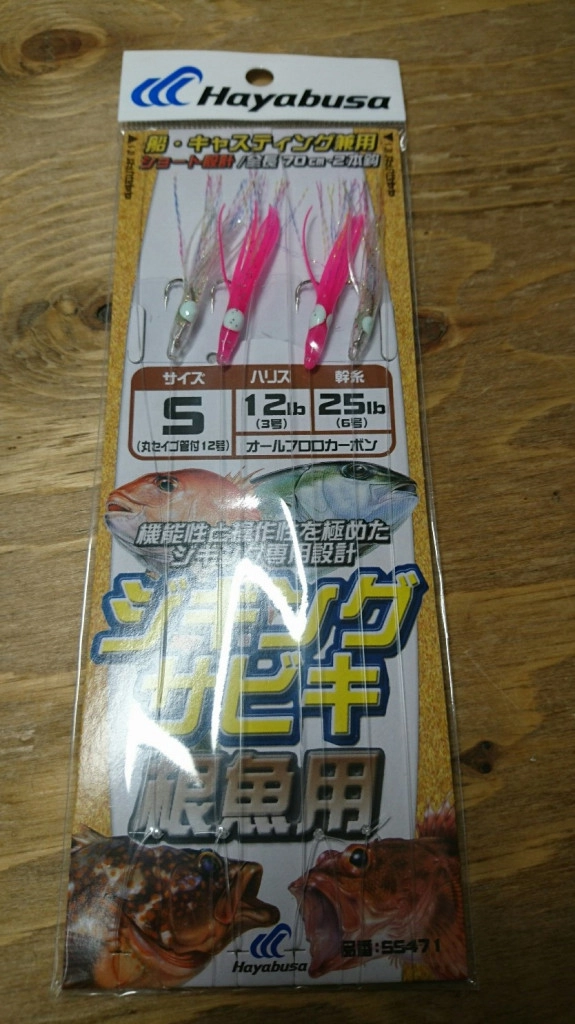 Hayabusa
船・キャスティング兼用
ショート設計/全長70cm・2本鈎
サイズ ハリス 幹糸
S 12lb 25lb
(丸セイゴ管付12号) (3号) (6号)
オールフロロカーボン
機能性と操作性を極めた
ジギング専用設計
ジギング
サビキ
根魚用
Hayabusa
品番:SS471